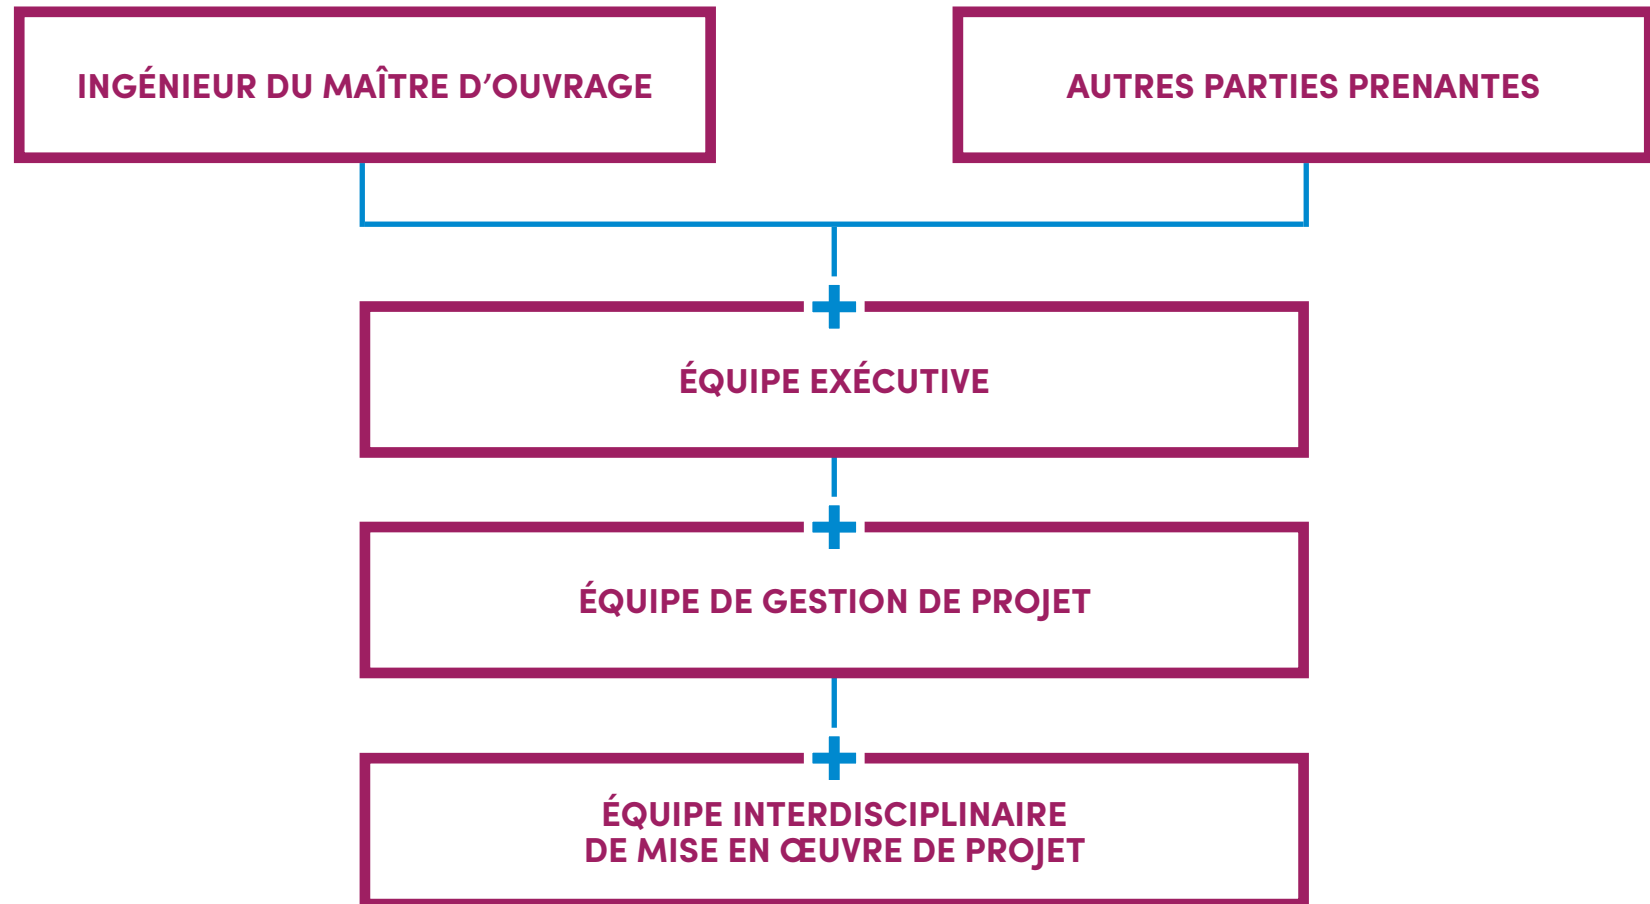 INGÉNIEUR DU MAÎTRE D’OUVRAGE
AUTRES PARTIES PRENANTES
ÉQUIPE EXÉCUTIVE
ÉQUIPE DE GESTION DE PROJET
ÉQUIPE INTERDISCIPLINAIRE
DE MISE EN ŒUVRE DE PROJET